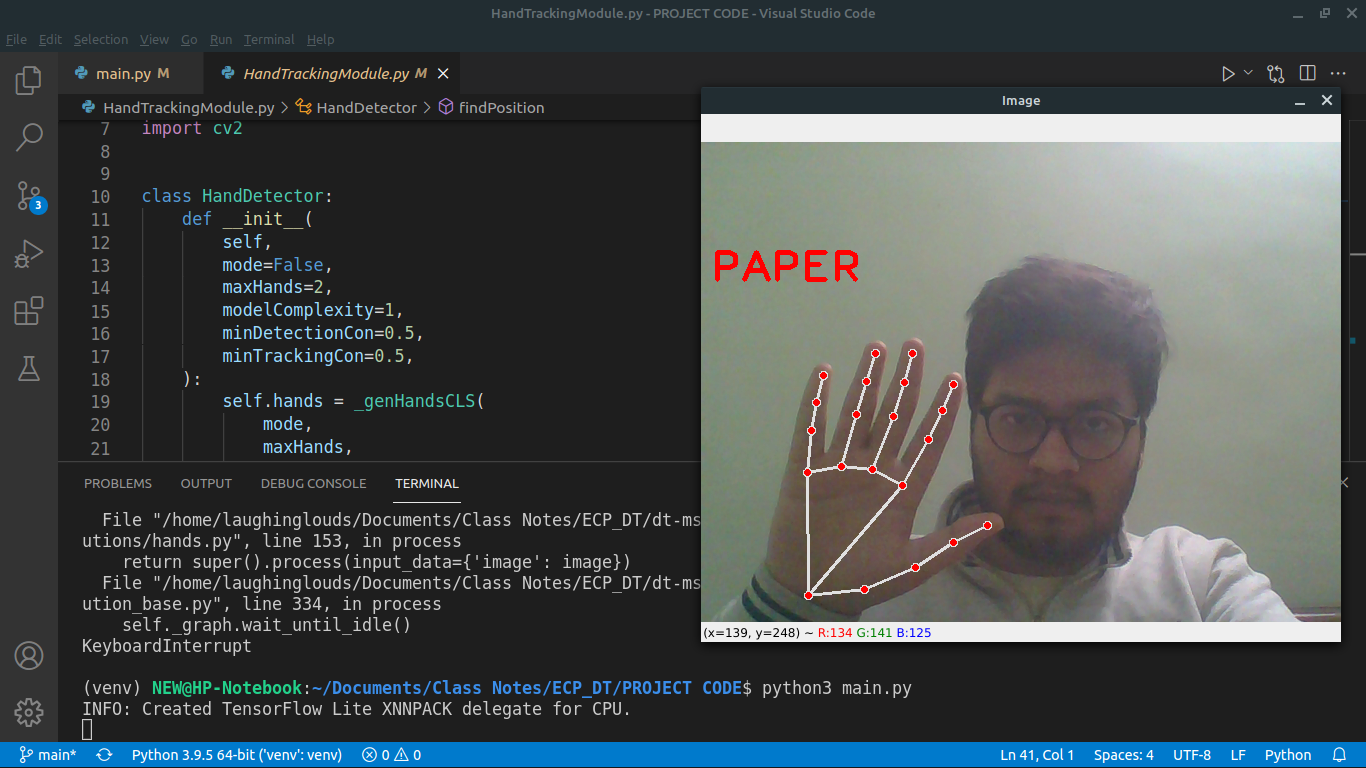 HandTrackingModule.py - PROJECT CODE - Visual Studio Code
File Edit Selection View Go Run Terminal Help
main.py M HandTrackingModule.py M
HandTrackingModule.py > HandDetector > findPosition
7 import cv2
8
9
10 class HandDetector:
11 def __init__(
12 self,
13 mode=False,
14 maxHands=2,
15 modelComplexity=1,
16 minDetectionCon=0.5,
17 minTrackingCon=0.5,
18 ):
19 self.hands = _genHandsCLS(
20 mode,
21 maxHands,
3
Image
PAPER
(x=139, y=248) ~ R:134 G:141 B:125
PROBLEMS OUTPUT DEBUG CONSOLE TERMINAL
File "/home/laughinglouds/Documents/Class Notes/ECP_DT/dt-ms
utions/hands.py", line 153, in process
return super().process(input_data={'image': image})
File "/home/laughinglouds/Documents/Class Notes/ECP_DT/dt-ms
ution_base.py", line 334, in process
self._graph.wait_until_idle()
KeyboardInterrupt
(venv) NEW@HP-Notebook:~/Documents/Class Notes/ECP_DT/PROJECT CODE$ python3 main.py
INFO: Created TensorFlow Lite XNNPACK delegate for CPU.
main* Python 3.9.5 64-bit ('venv': venv) 0 0 Ln 41, Col 1 Spaces: 4 UTF-8 LF Python